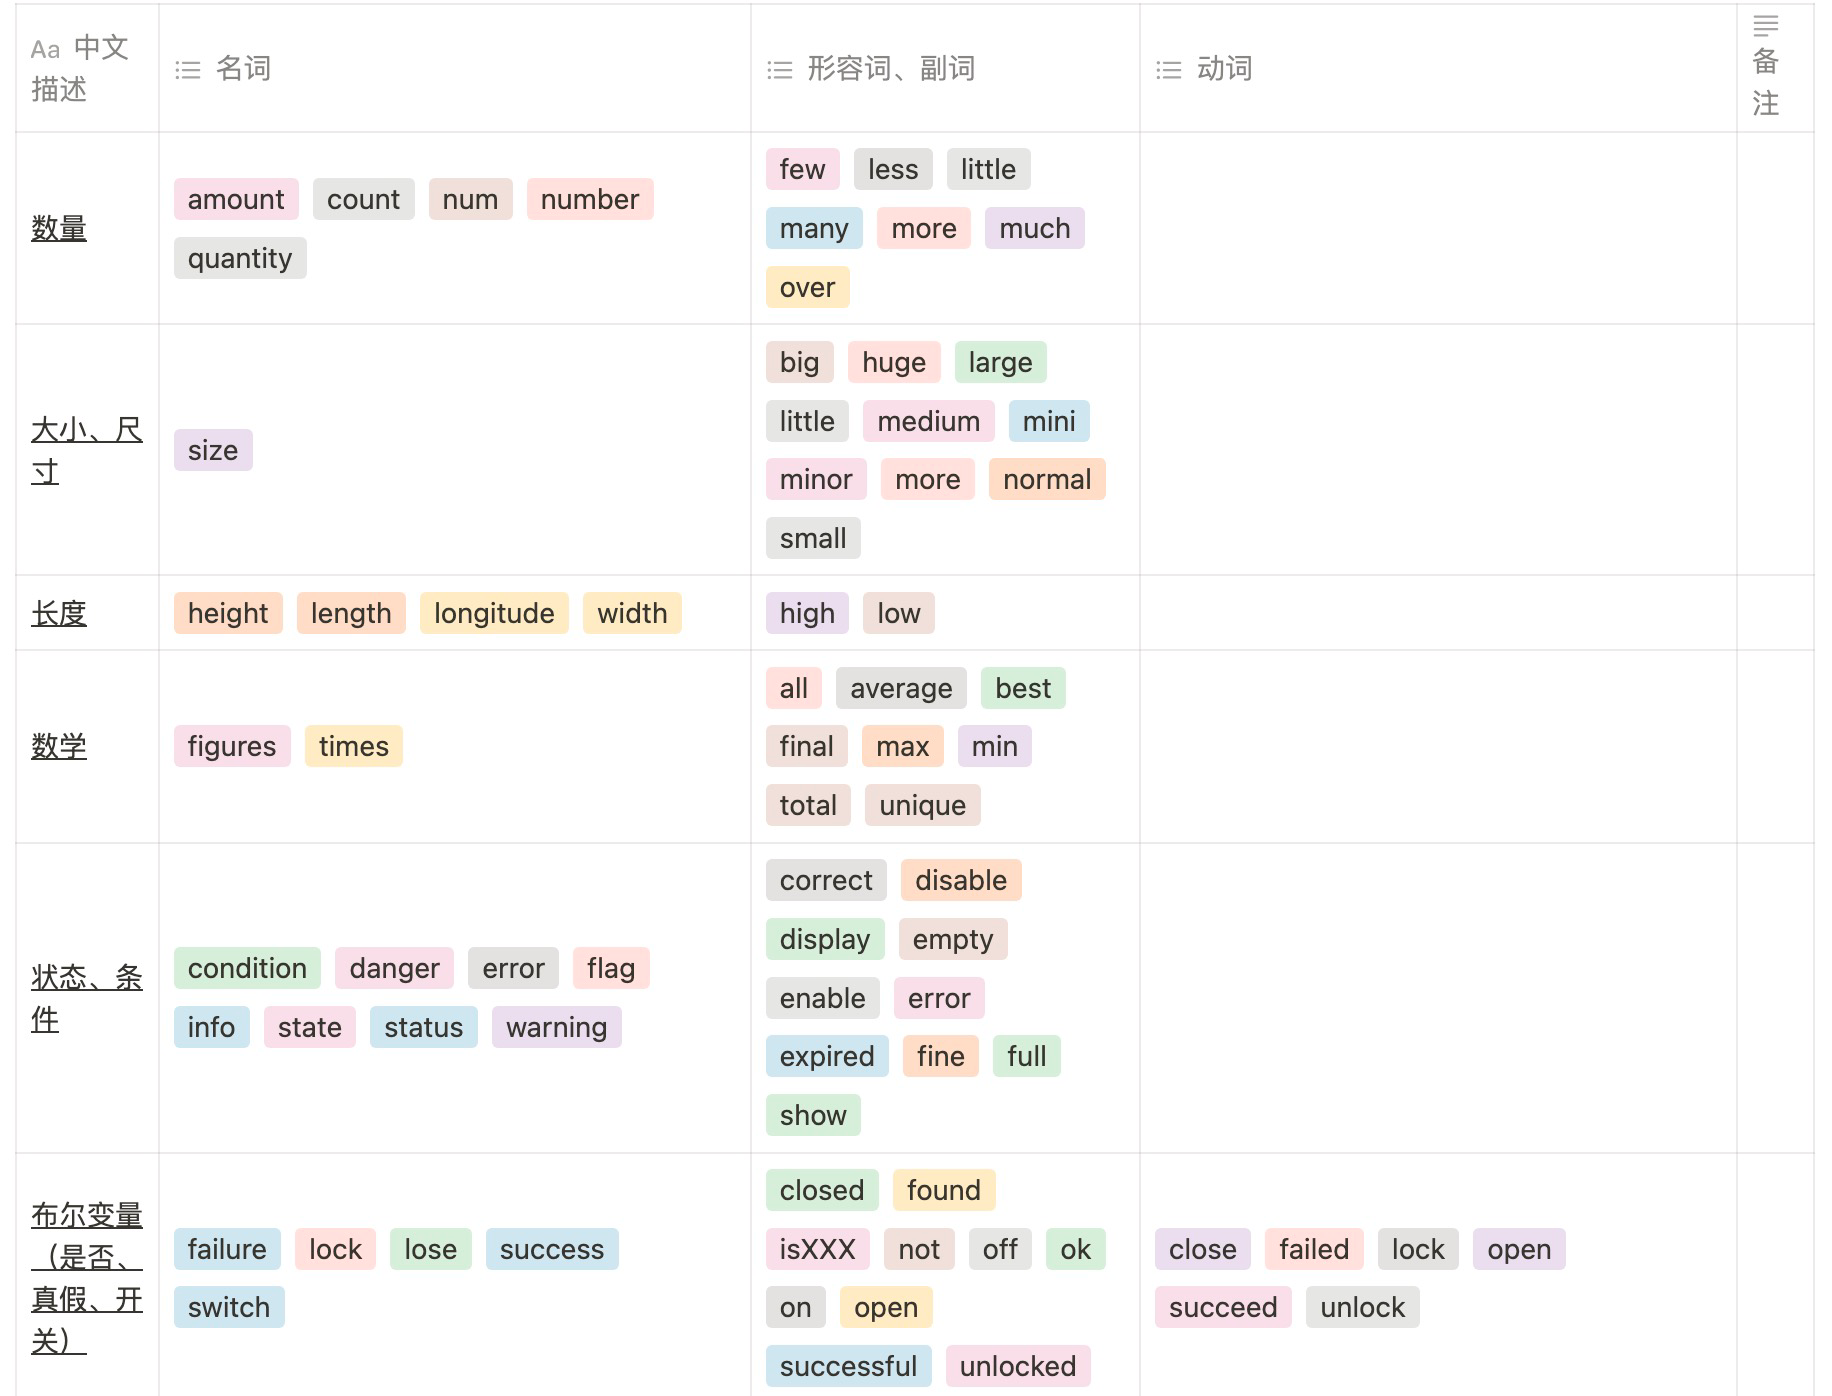 Aa 中文
描述
名词
形容词、副词
动词
备
注
数量
amount count num number
quantity
few less little
many more much
over
大小、尺
寸
size
big huge large
little medium mini
minor more normal
small
长度
height length longitude width
high low
数学
figures times
all average best
final max min
total unique
状态、条
件
condition danger error flag
info state status warning
correct disable
display empty
enable error
expired fine full
show
布尔变量
（是否、
真假、开
关）
failure lock lose success
switch
closed found
isXXX not off ok
on open
successful unlocked
close failed lock open
succeed unlock